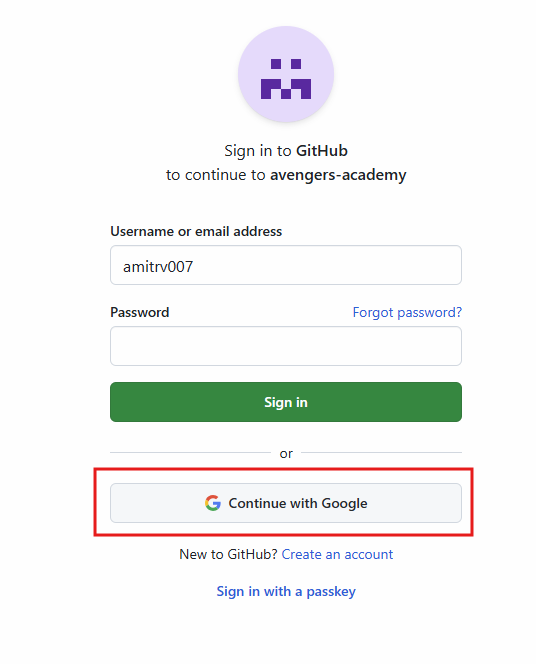 Sign in to GitHub
to continue to avengers-academy
Username or email address
amitrv007
Password Forgot password?
Sign in
or
Continue with Google
New to GitHub? Create an account
Sign in with a passkey